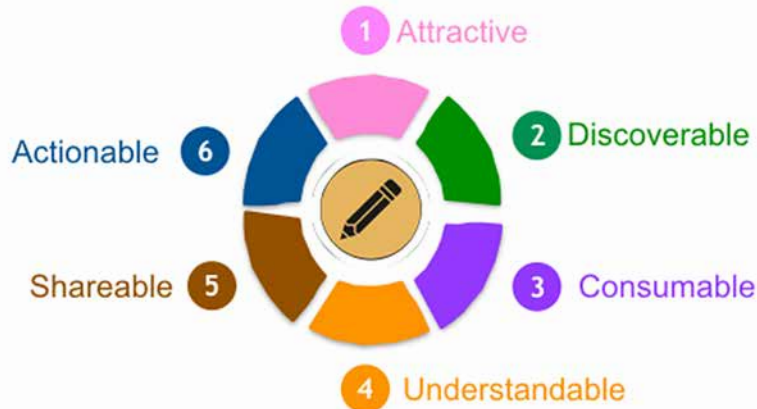 1 Attractive
2 Discoverable
3 Consumable
4 Understandable
5 Shareable
6 Actionable